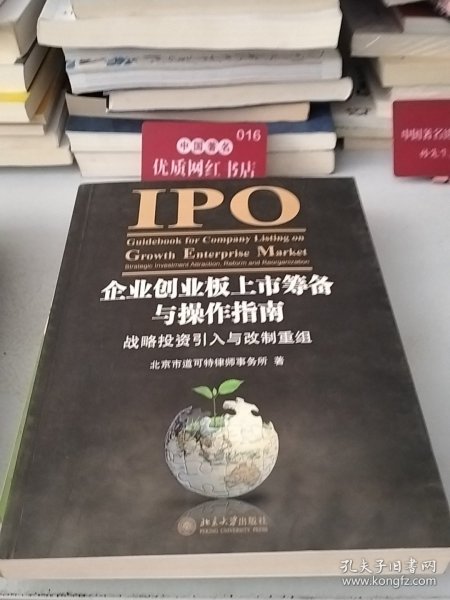 中国著名
016
优质网红书店
中国著名
IPO
Guidebook for Company Listing on
Growth Enterprise Market
Strategic Investment Attraction, Reform and Reorganization
企业创业板上市筹备
与操作指南
战略投资引入与改制重组
北京市道可特律师事务所 著
北京大学出版社
PEKING UNIVERSITY PRESS
孔夫子旧书网
www.kongfz.com